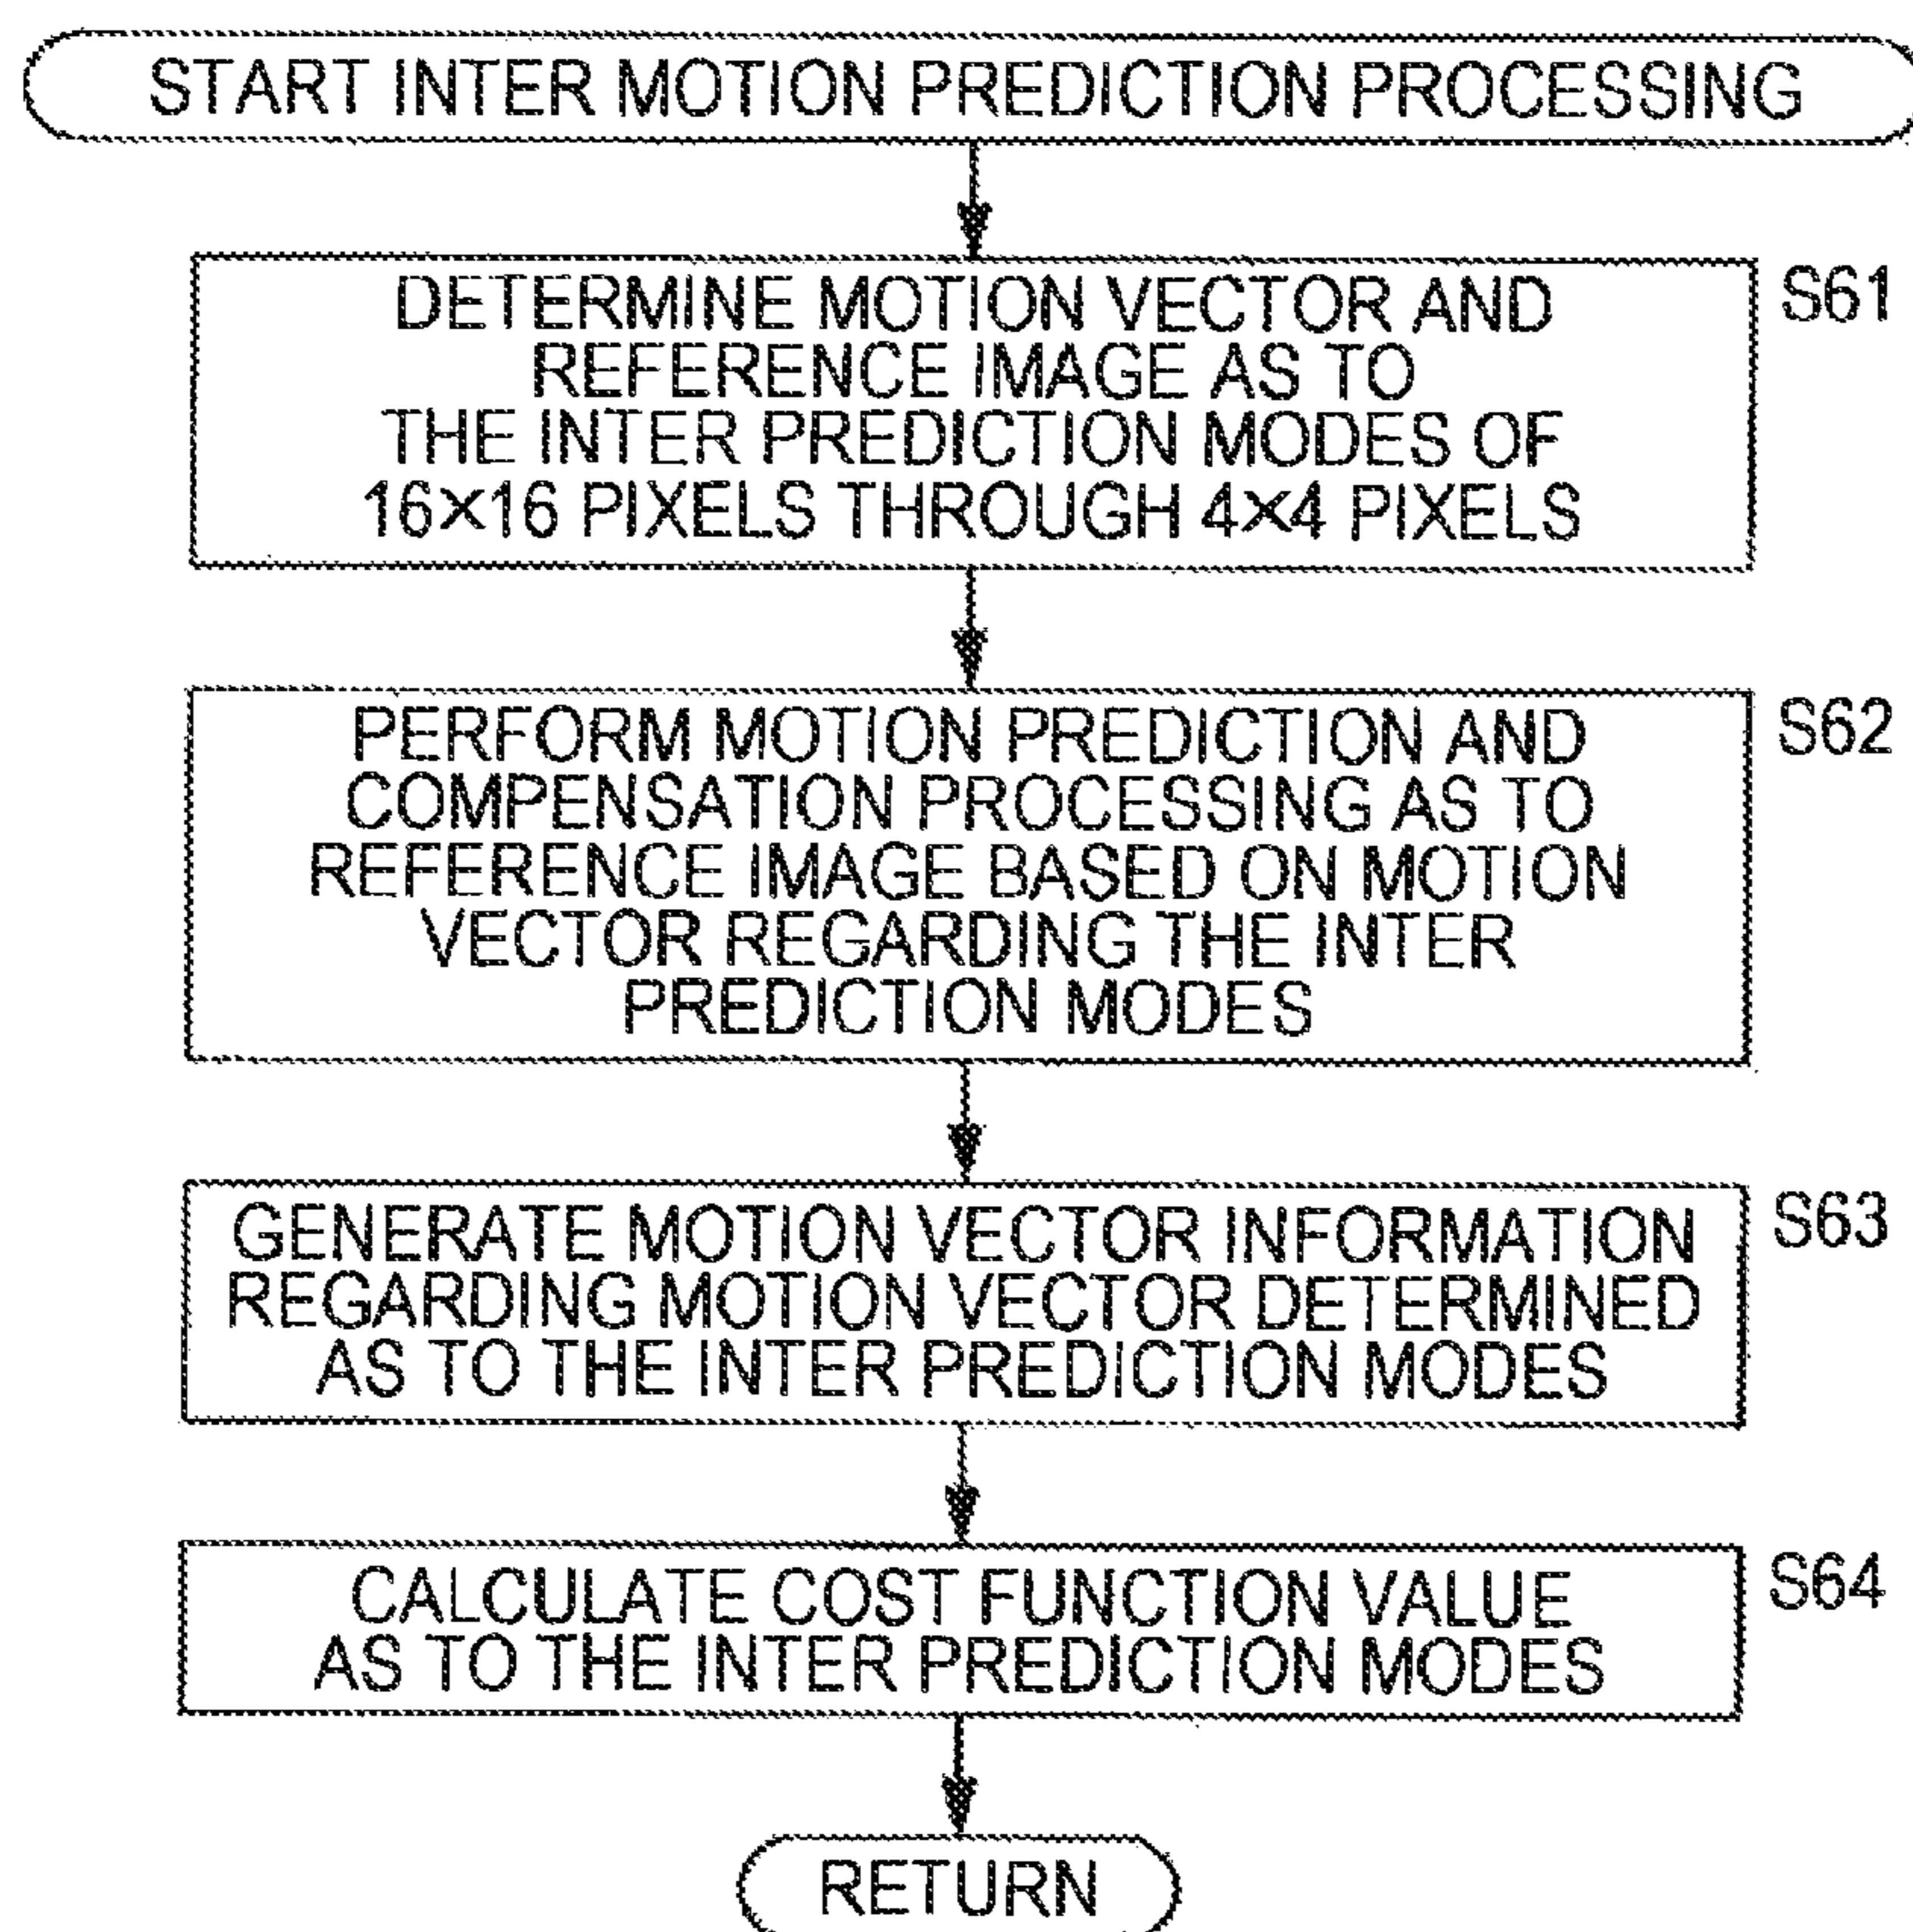 START INTER MOTION PREDICTION PROCESSING
DETERMINE MOTION VECTOR AND
REFERENCE IMAGE AS TO
THE INTER PREDICTION MODES OF
16×16 PIXELS THROUGH 4×4 PIXELS
S61
PERFORM MOTION PREDICTION AND
COMPENSATION PROCESSING AS TO
REFERENCE IMAGE BASED ON MOTION
VECTOR REGARDING THE INTER
PREDICTION MODES
S62
GENERATE MOTION VECTOR INFORMATION
REGARDING MOTION VECTOR DETERMINED
AS TO THE INTER PREDICTION MODES
S63
CALCULATE COST FUNCTION VALUE
AS TO THE INTER PREDICTION MODES
S64
RETURN